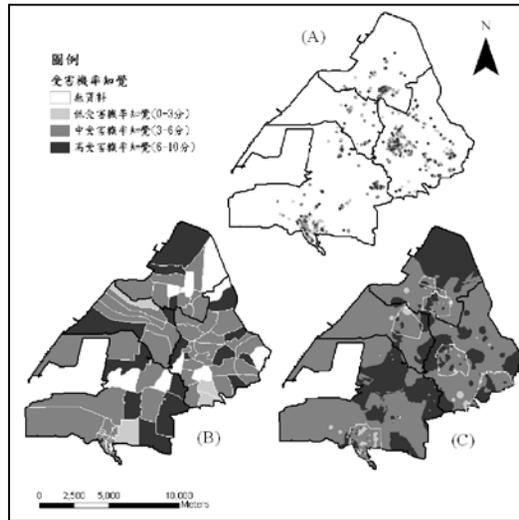 (A)
N
圖例
受害機率知覺
無資料
低受害機率知覺(0-3分)
中受害機率知覺(3-6分)
高受害機率知覺(6-10分)
(B)
(C)
0 2,500 5,000 10,000
Meters